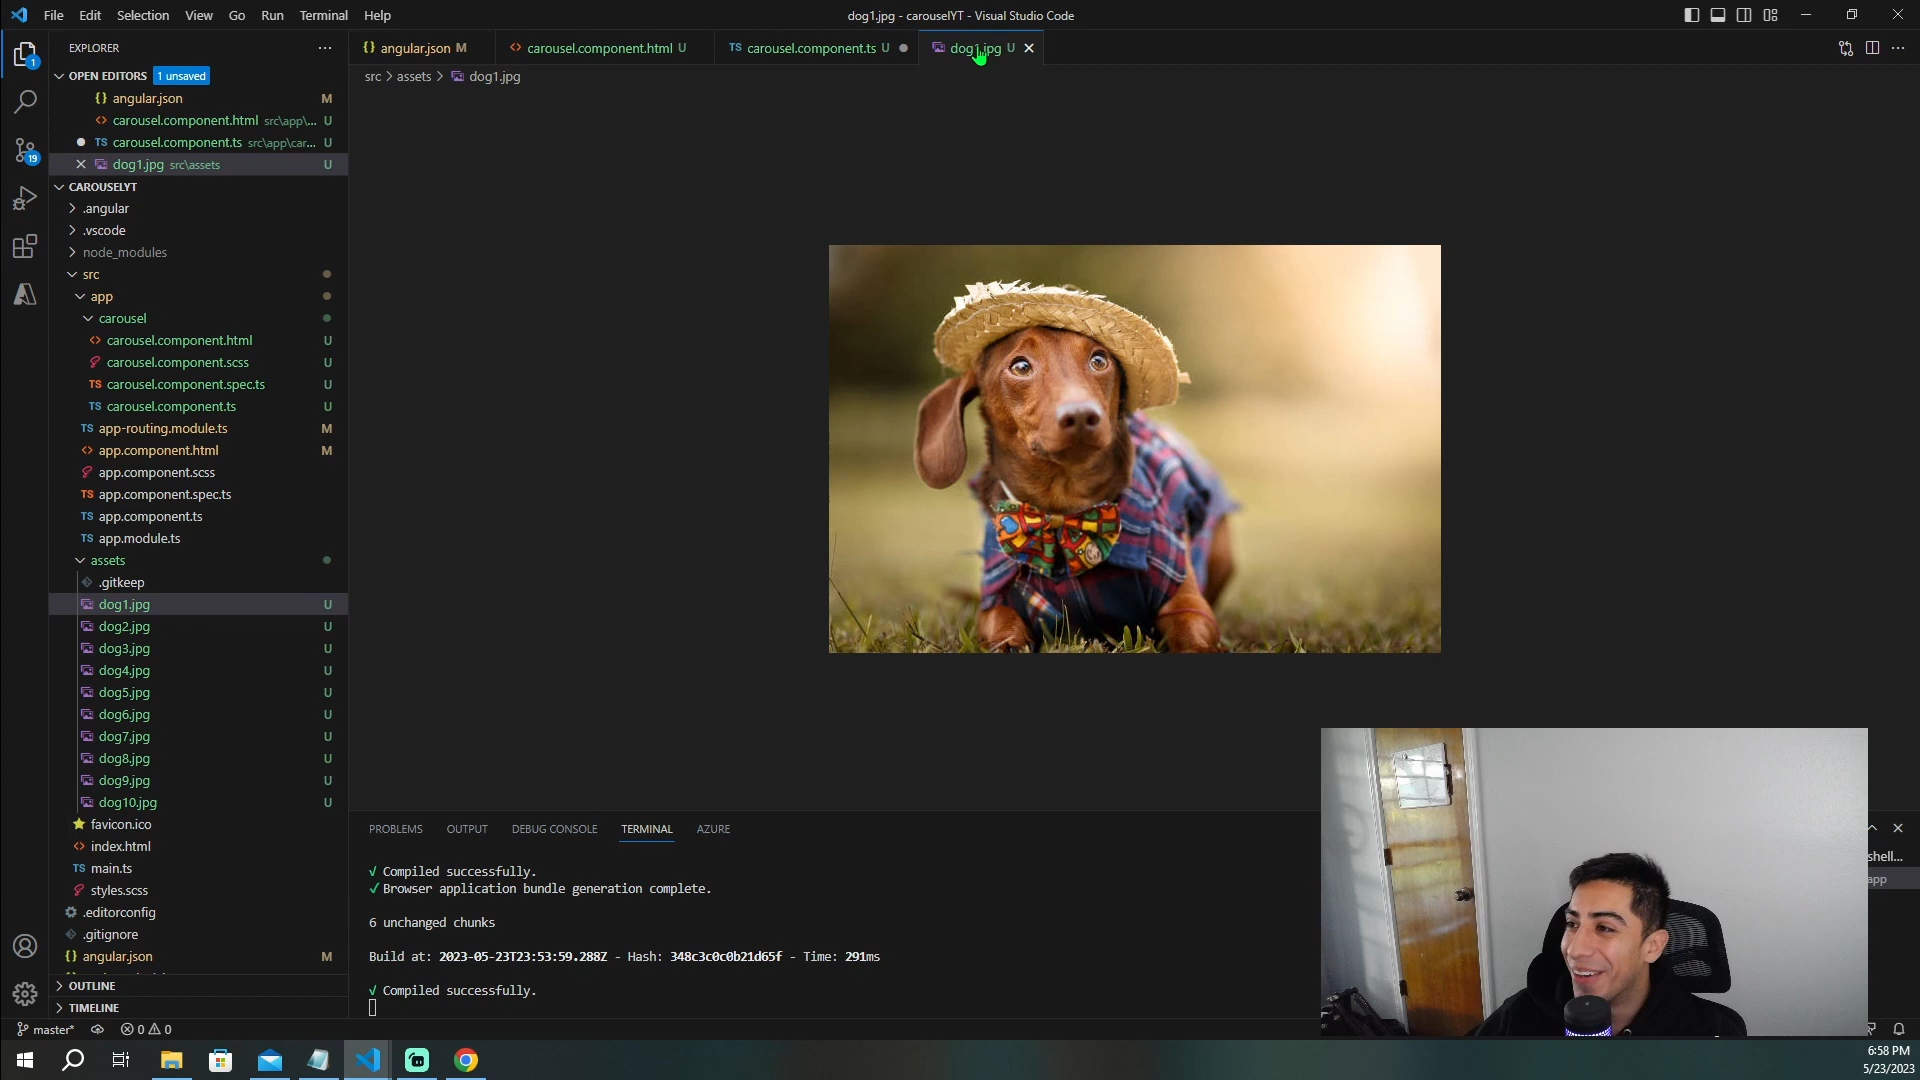 File Edit Selection View Go Run Terminal Help
dog1.jpg - carouselYT - Visual Studio Code
EXPLORER
{} angular.json M
<> carousel.component.html U
TS carousel.component.ts U
dog1.jpg U
OPEN EDITORS 1 unsaved
src > assets > dog1.jpg
{} angular.json M
<> carousel.component.html src\app\... U
TS carousel.component.ts src\app\car... U
dog1.jpg src\assets U
CAROUSELYT
.angular
.vscode
node_modules
src
app
carousel
<> carousel.component.html U
carousel.component.scss U
TS carousel.component.spec.ts U
TS carousel.component.ts U
TS app-routing.module.ts M
<> app.component.html M
app.component.scss
TS app.component.spec.ts
TS app.component.ts
TS app.module.ts
assets
.gitkeep
dog1.jpg U
dog2.jpg U
dog3.jpg U
dog4.jpg U
dog5.jpg U
dog6.jpg U
dog7.jpg U
dog8.jpg U
dog9.jpg U
dog10.jpg U
favicon.ico
<> index.html
TS main.ts
styles.scss
.editorconfig
.gitignore
{} angular.json M
OUTLINE
TIMELINE
1
19
PROBLEMS OUTPUT DEBUG CONSOLE TERMINAL AZURE
√ Compiled successfully.
✓ Browser application bundle generation complete.
6 unchanged chunks
Build at: 2023-05-23T23:53:59.288Z - Hash: 348c3c0c0b21d65f - Time: 291ms
√ Compiled successfully.
shell...
app
master* 0 0
6:58 PM
5/23/2023